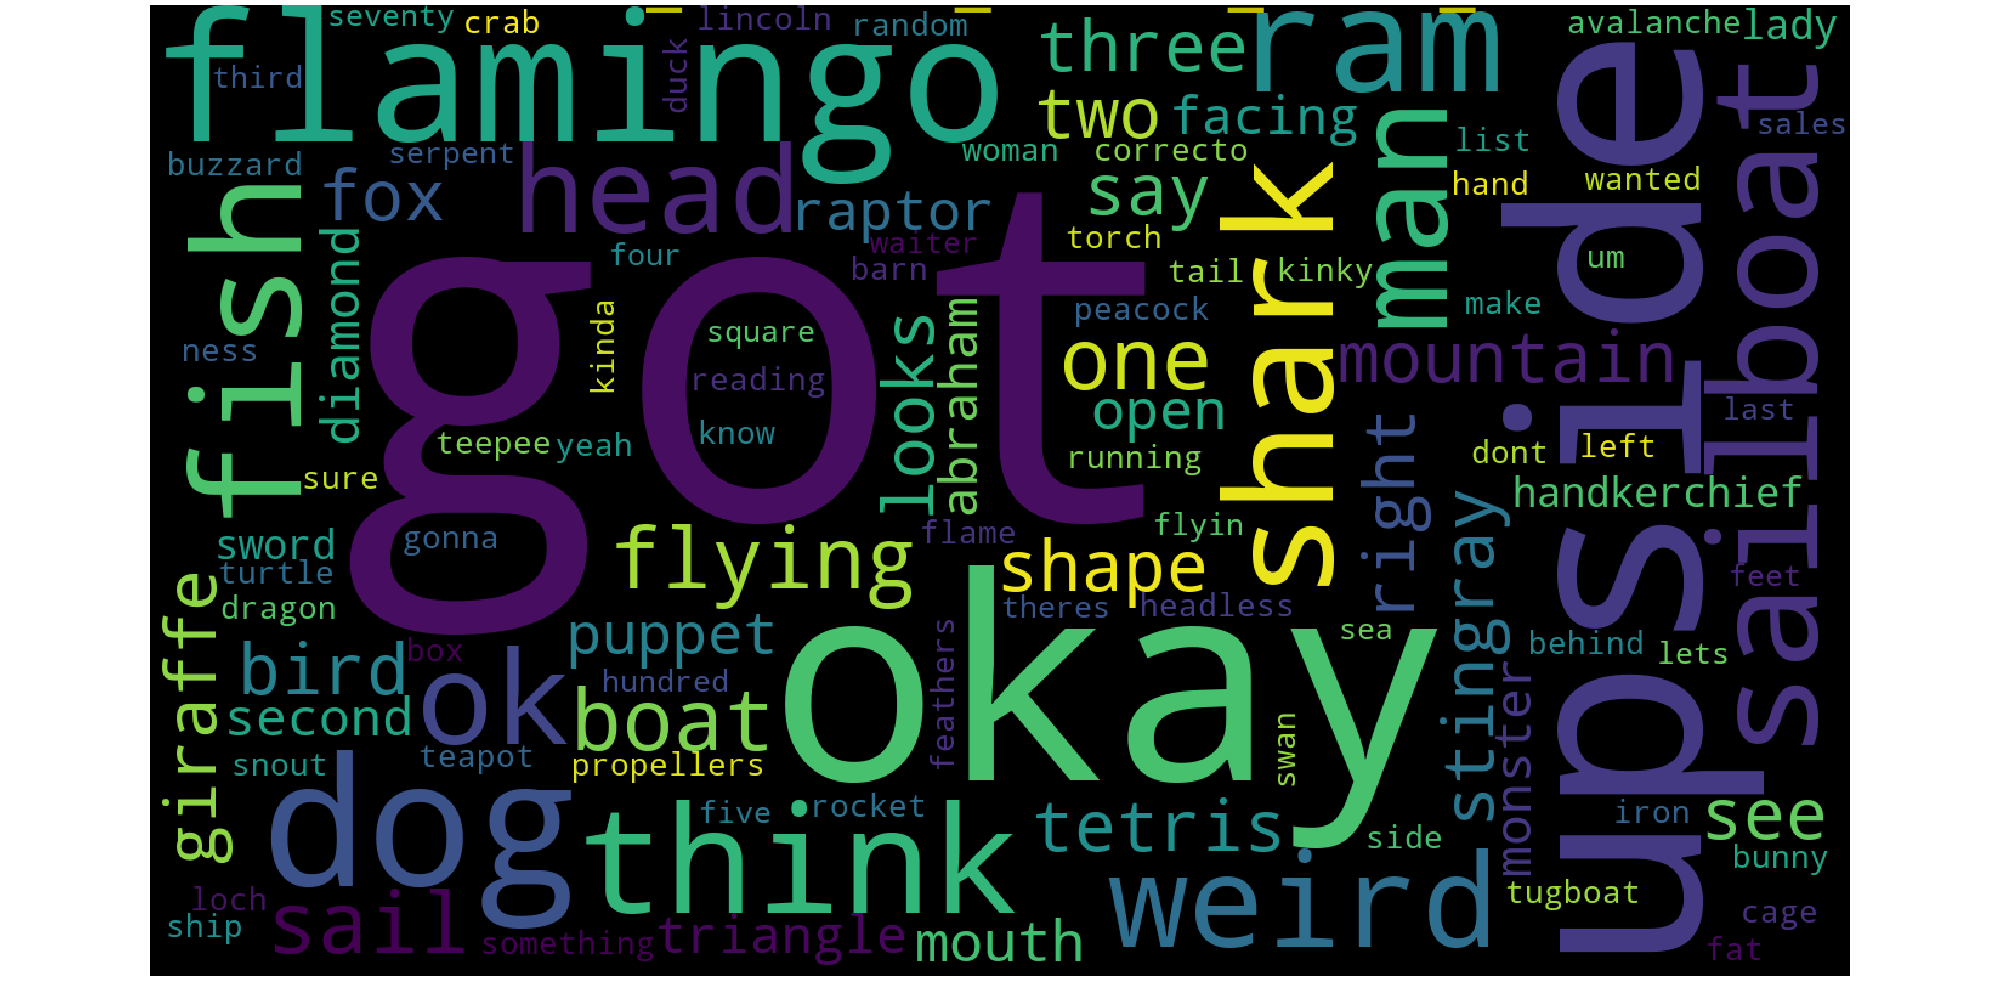 seventy
crab
lincoln
random
avalanche
lady
flamingo
three
ram
third
duck
two
facing
man
upside
sailboat
list
sales
buzzard
serpent
head
woman
correcto
shark
hand
wanted
fish
fox
raptor
say
diamond
four
waiter
torch
barn
tail
kinky
um
got
kinda
square
looks
abraham
peacock
make
ness
reading
one
mountain
open
right
last
teepee
yeah
know
running
dont
left
sure
handkerchief
sword
gonna
flying
flame
flyin
stingray
turtle
shape
feet
giraffe
dragon
theres
headless
okay
puppet
feathers
sea
behind
lets
bird
box
ok
hundred
monster
second
boat
swan
teapot
snout
propellers
dog
think
five
rocket
tetris
side
iron
see
bunny
weird
loch
sail
tugboat
ship
something
triangle
mouth
cage
fat